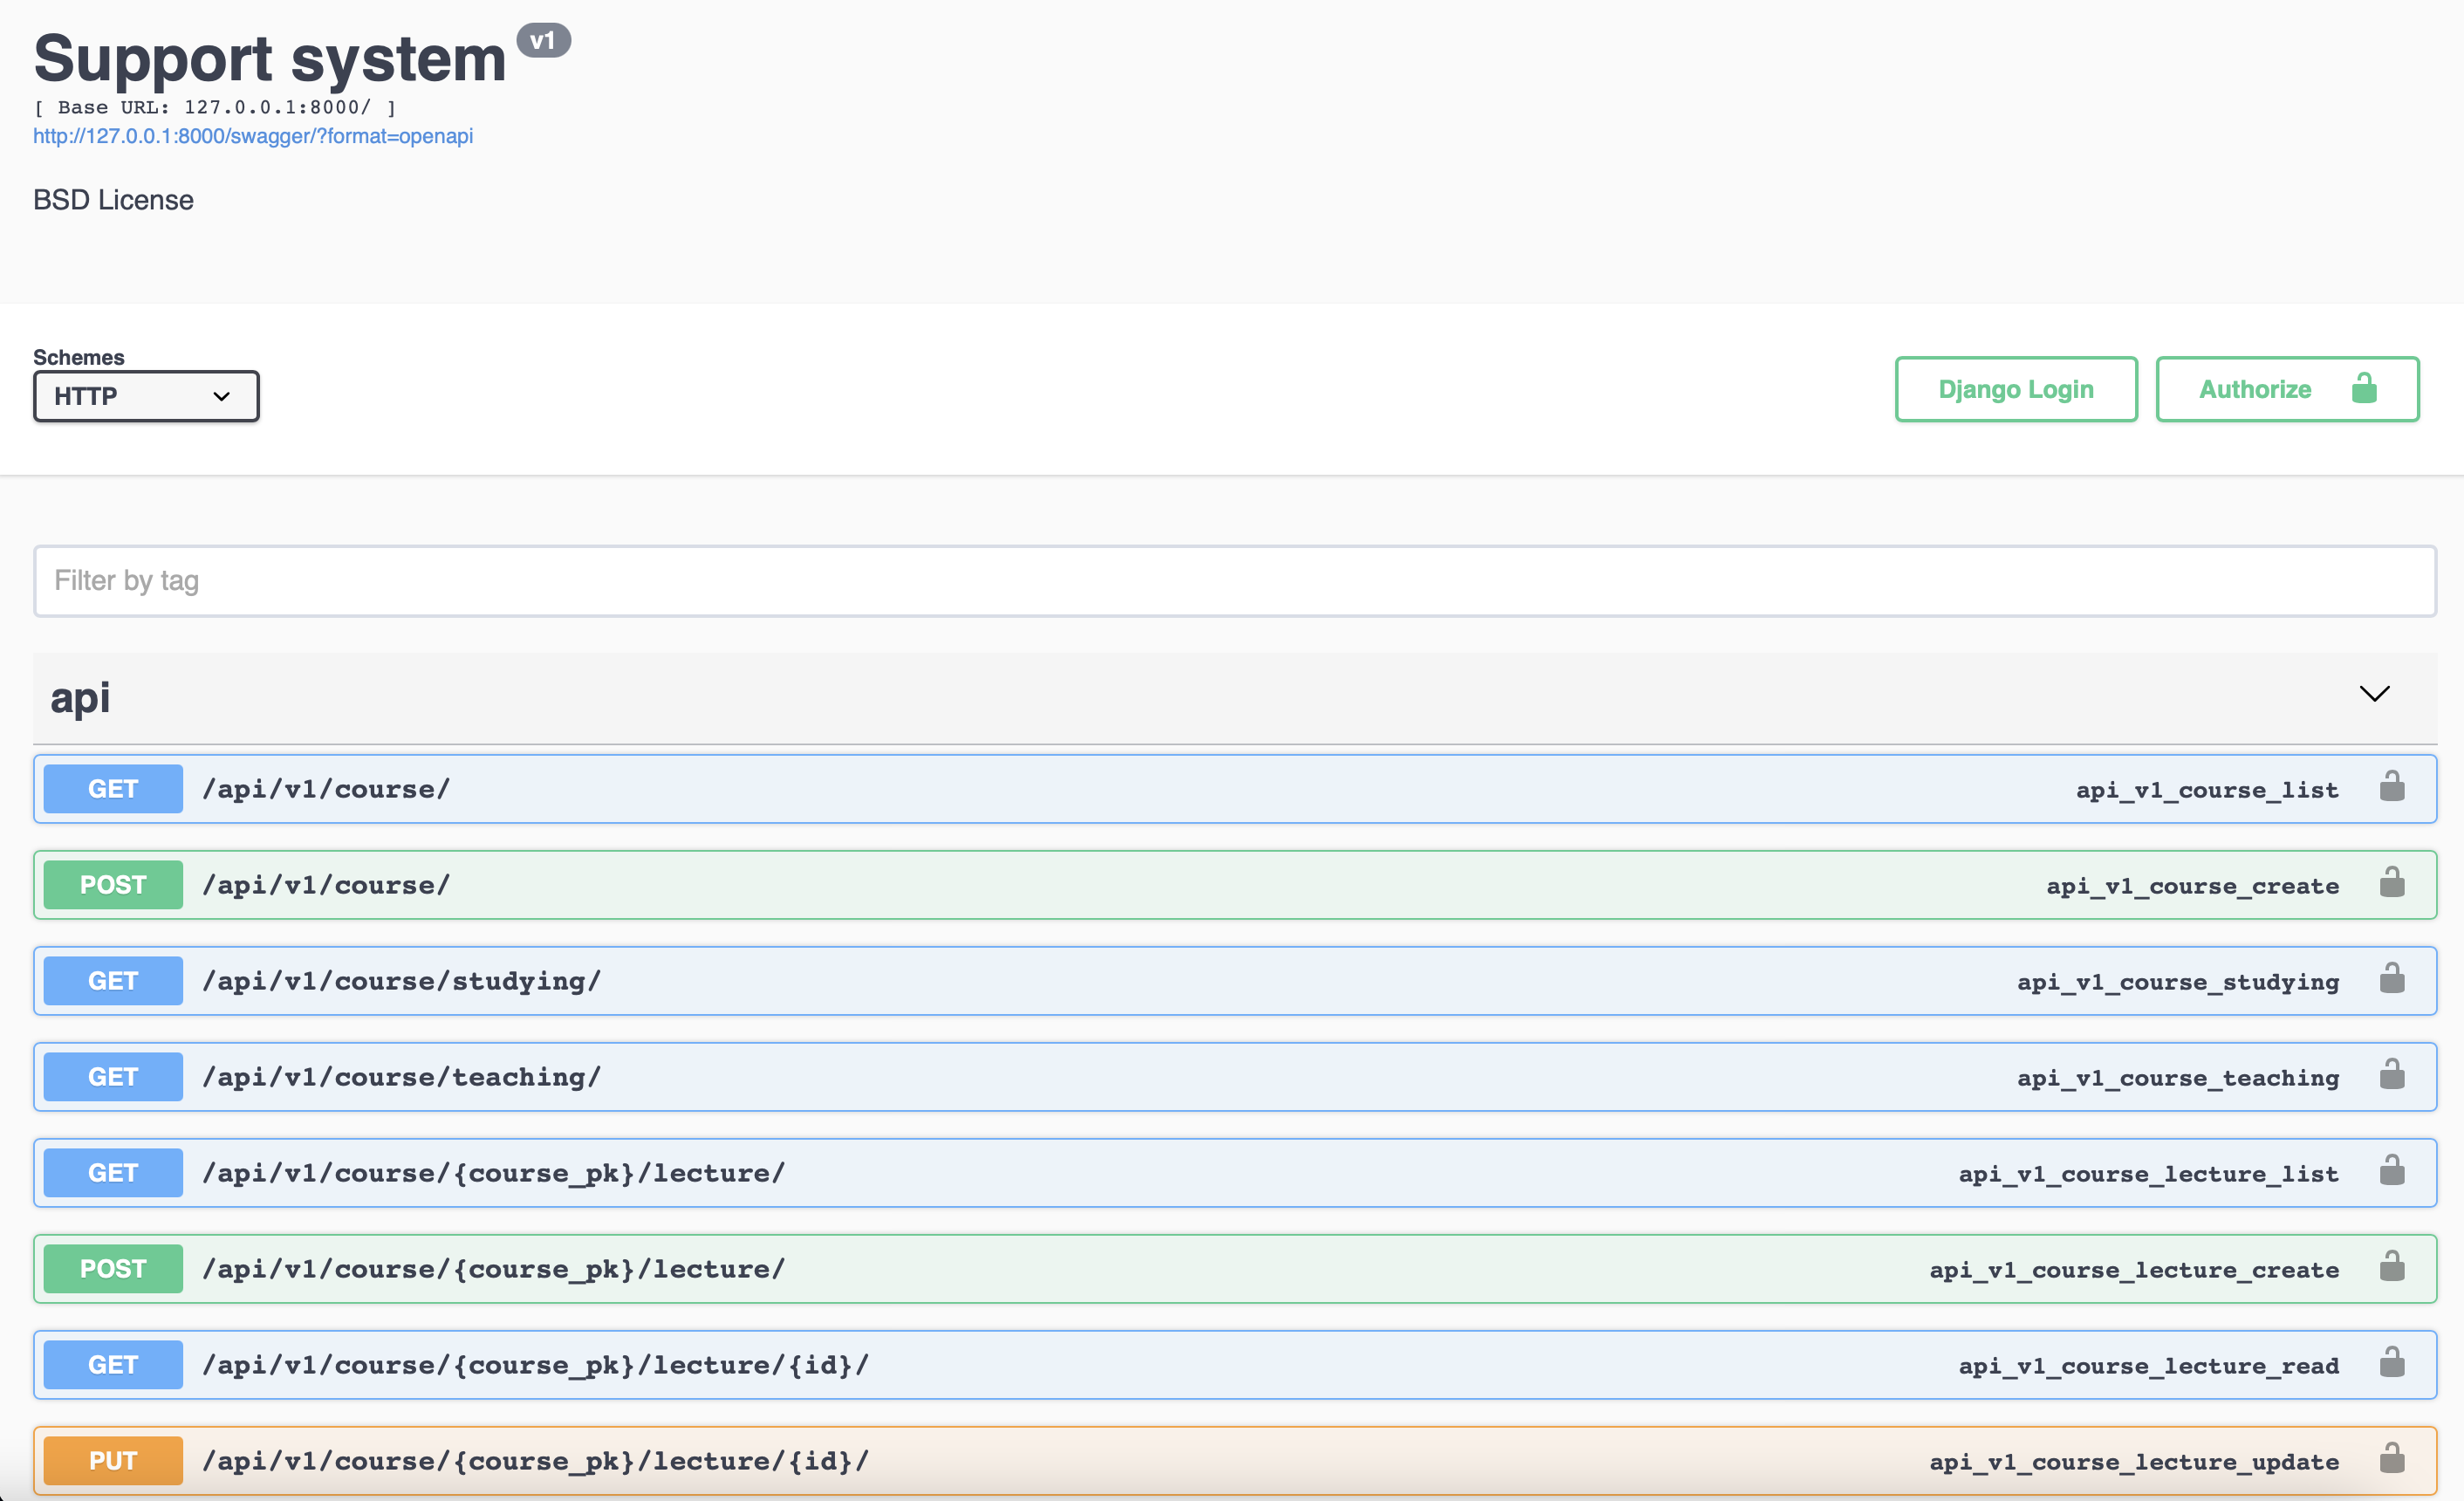 Support system v1
[ Base URL: 127.0.0.1:8000/ ]
http://127.0.0.1:8000/swagger/?format=openapi
BSD License
Schemes
HTTP
Django Login
Authorize
Filter by tag
api
GET /api/v1/course/ api_v1_course_list
POST /api/v1/course/ api_v1_course_create
GET /api/v1/course/studying/ api_v1_course_studying
GET /api/v1/course/teaching/ api_v1_course_teaching
GET /api/v1/course/{course_pk}/lecture/ api_v1_course_lecture_list
POST /api/v1/course/{course_pk}/lecture/ api_v1_course_lecture_create
GET /api/v1/course/{course_pk}/lecture/{id}/ api_v1_course_lecture_read
PUT /api/v1/course/{course_pk}/lecture/{id}/ api_v1_course_lecture_update